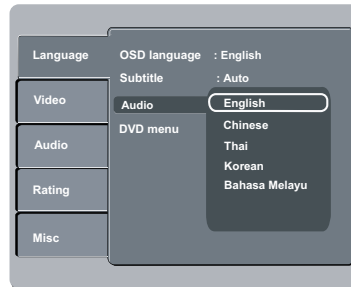 Language
Video
Audio
Rating
Misc
OSD language : English
Subtitle : Auto
Audio
DVD menu
English
Chinese
Thai
Korean
Bahasa Melayu